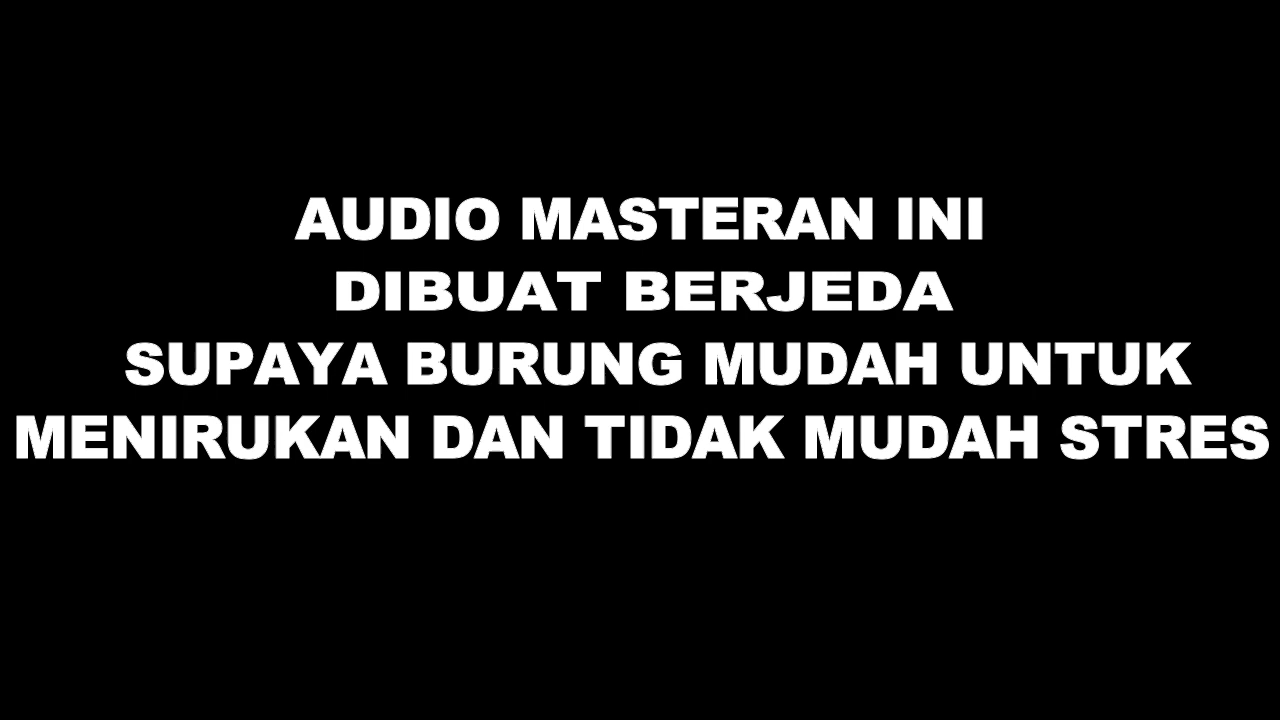 AUDIO MASTERAN INI
DIBUAT BERJEDA
SUPAYA BURUNG MUDAH UNTUK
MENIRUKAN DAN TIDAK MUDAH STRES